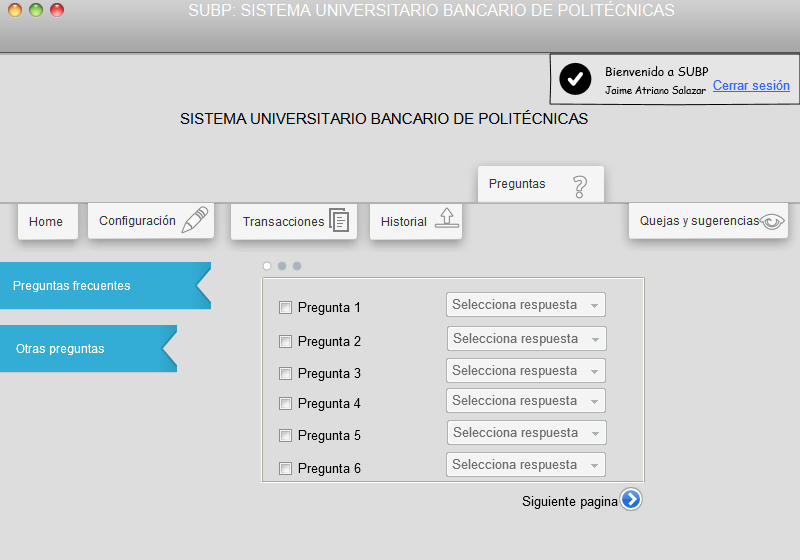 SUBP: SISTEMA UNIVERSITARIO BANCARIO DE POLITÉCNICAS
Bienvenido a SUBP
Jaime Atriano Salazar
Cerrar sesión
SISTEMA UNIVERSITARIO BANCARIO DE POLITÉCNICAS
Preguntas
Home
Configuración
Transacciones
Historial
Quejas y sugerencias
Preguntas frecuentes
Otras preguntas
Pregunta 1 Selecciona respuesta
Pregunta 2 Selecciona respuesta
Pregunta 3 Selecciona respuesta
Pregunta 4 Selecciona respuesta
Pregunta 5 Selecciona respuesta
Pregunta 6 Selecciona respuesta
Siguiente pagina